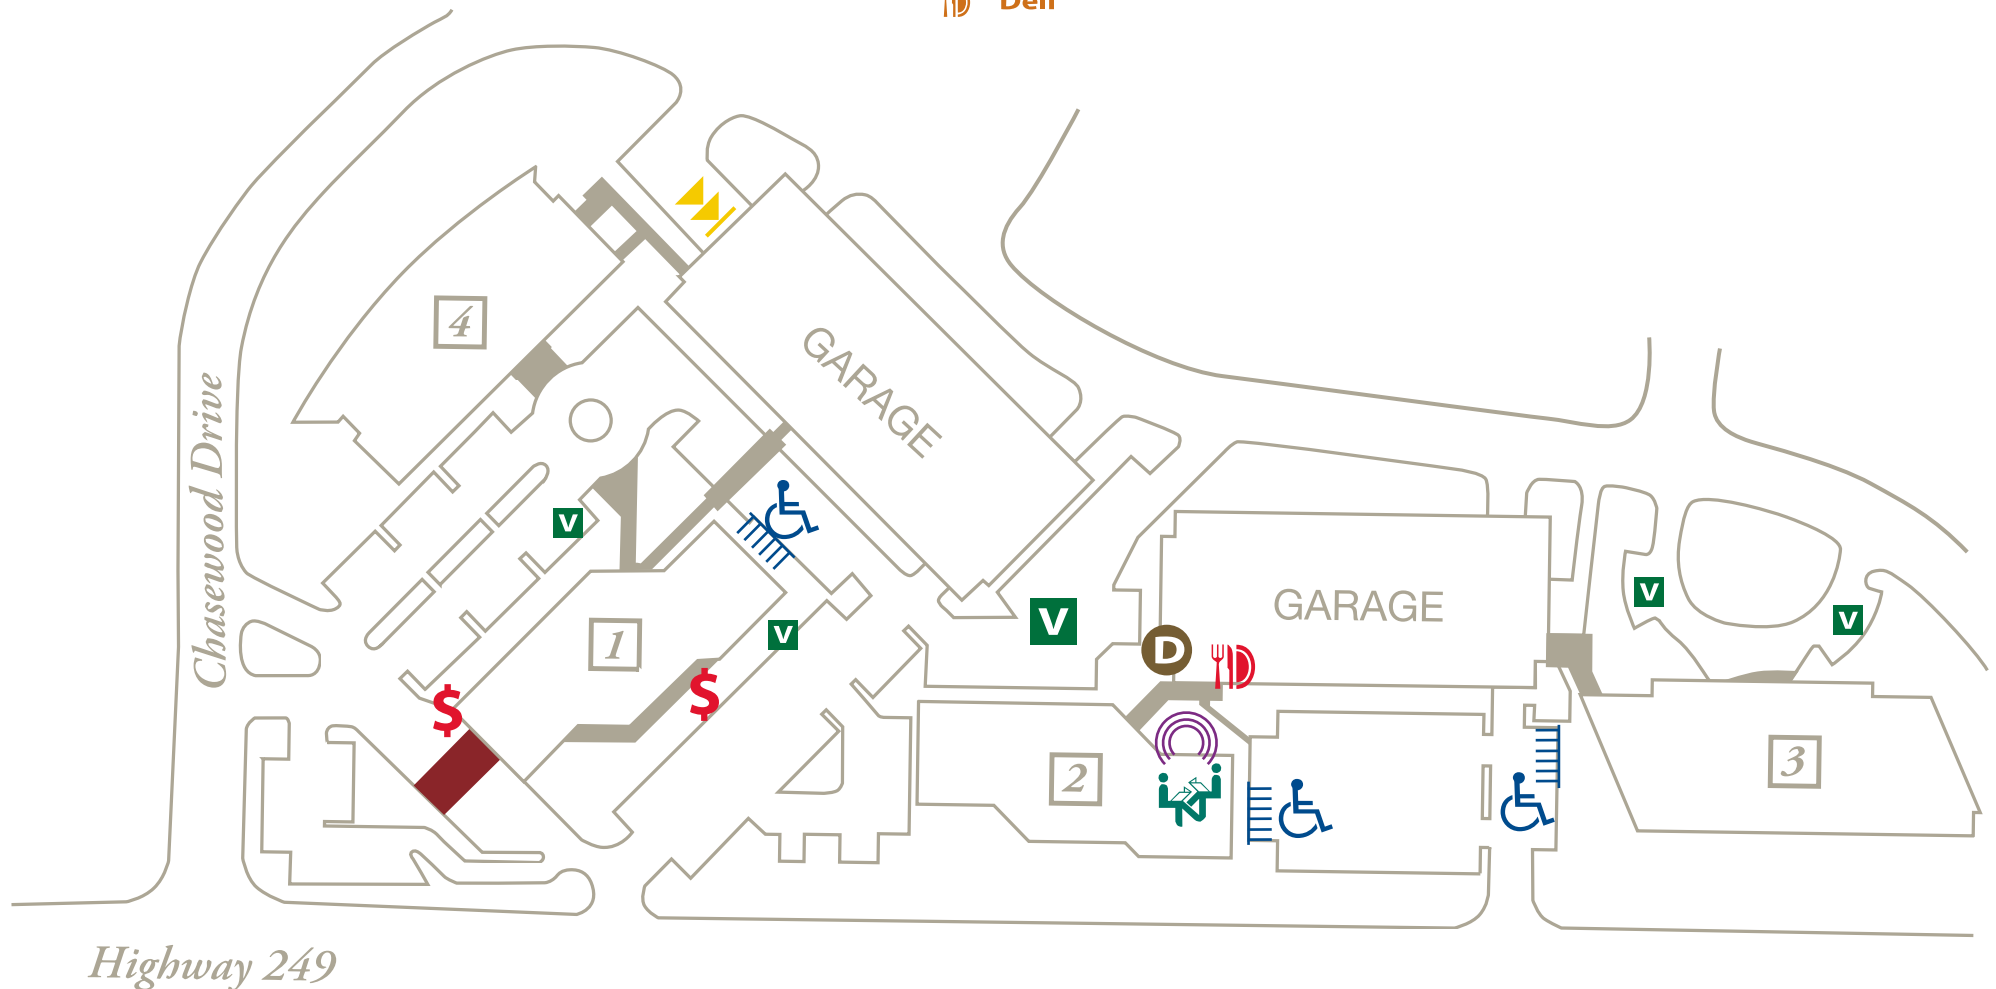 Deli
4
GARAGE
Chasewood Drive
V
V
V
V
V
1
GARAGE
D
$
$
2
3
Highway 249